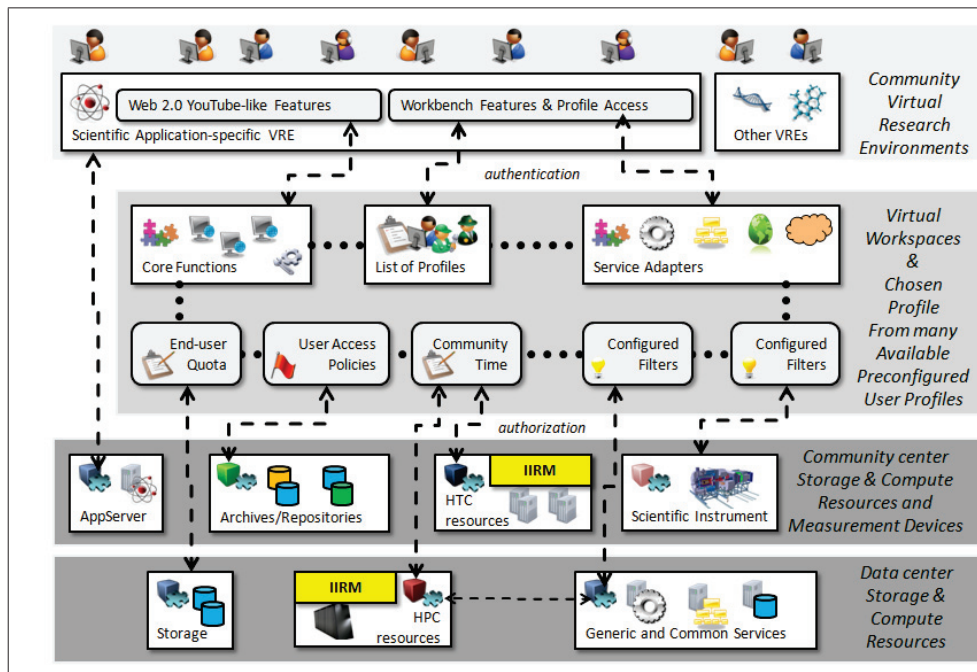 Web 2.0 YouTube-like Features
Workbench Features & Profile Access
Scientific Application-specific VRE
Other VREs
Community
Virtual
Research
Environments
authentication
Core Functions
List of Profiles
Service Adapters
Virtual
Workspaces
&
Chosen
Profile
From many
Available
Preconfigured
User Profiles
End-user
Quota
User Access
Policies
Community
Time
Configured
Filters
Configured
Filters
authorization
AppServer
Archives/Repositories
IIRM
HTC
resources
Scientific Instrument
Community center
Storage & Compute
Resources and
Measurement Devices
Storage
IIRM
HPC
resources
Generic and Common Services
Data center
Storage &
Compute
Resources